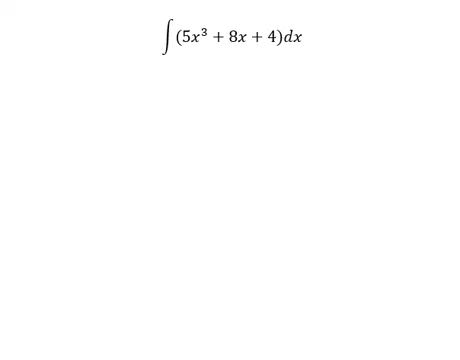 ∫(5x³ + 8x + 4)dx